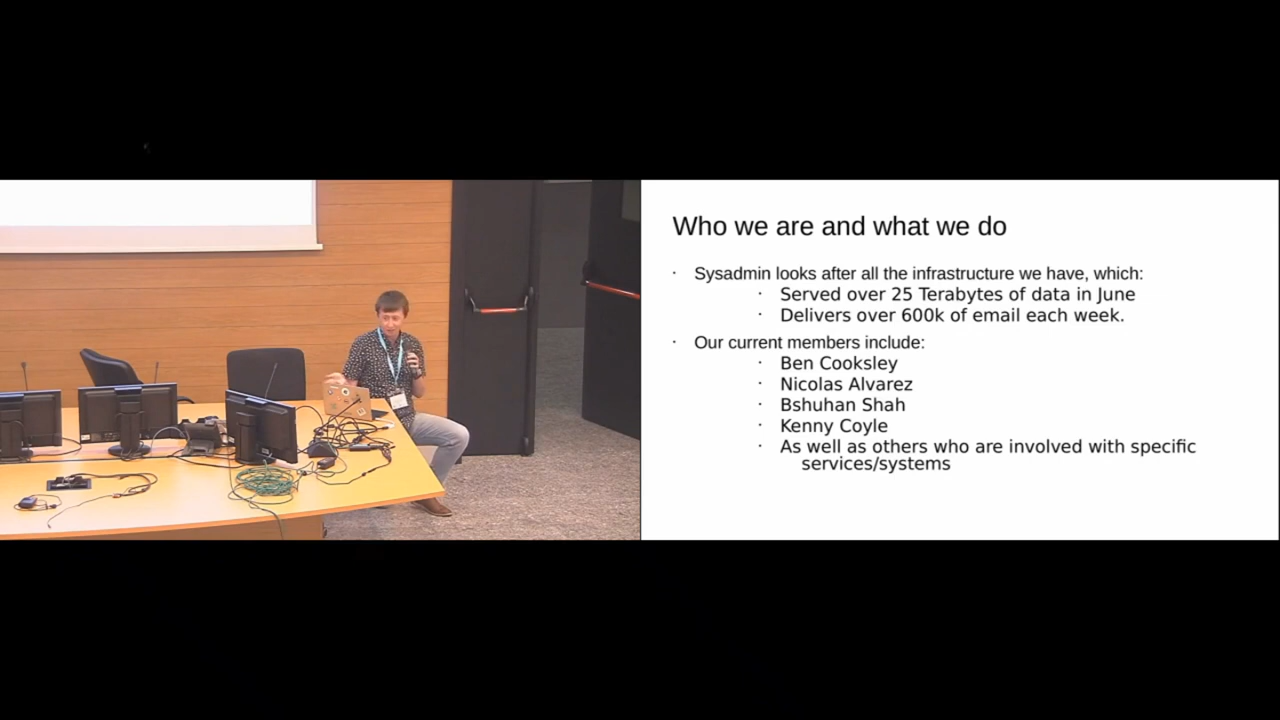 Who we are and what we do
· Sysadmin looks after all the infrastructure we have, which:
· Served over 25 Terabytes of data in June
· Delivers over 600k of email each week.
· Our current members include:
· Ben Cooksley
· Nicolas Alvarez
· Bshuhan Shah
· Kenny Coyle
· As well as others who are involved with specific
services/systems